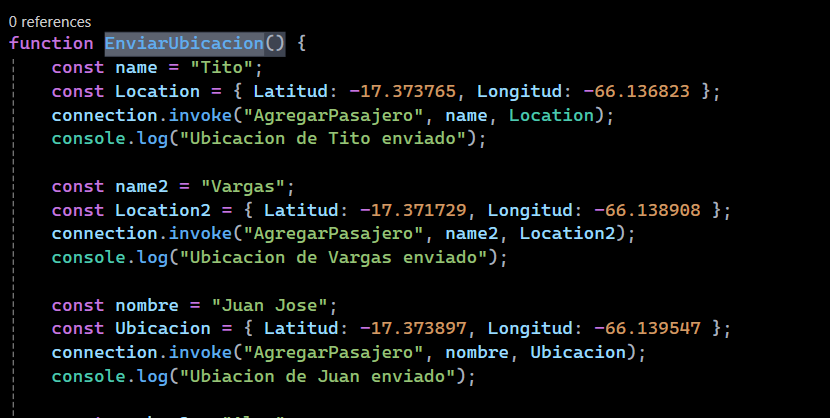 0 references
function EnviarUbicacion() {
const name = "Tito";
const Location = { Latitud: -17.373765, Longitud: -66.136823 };
connection.invoke("AgregarPasajero", name, Location);
console.log("Ubicacion de Tito enviado");
const name2 = "Vargas";
const Location2 = { Latitud: -17.371729, Longitud: -66.138908 };
connection.invoke("AgregarPasajero", name2, Location2);
console.log("Ubicacion de Vargas enviado");
const nombre = "Juan Jose";
const Ubicacion = { Latitud: -17.373897, Longitud: -66.139547 };
connection.invoke("AgregarPasajero", nombre, Ubicacion);
console.log("Ubiacion de Juan enviado");